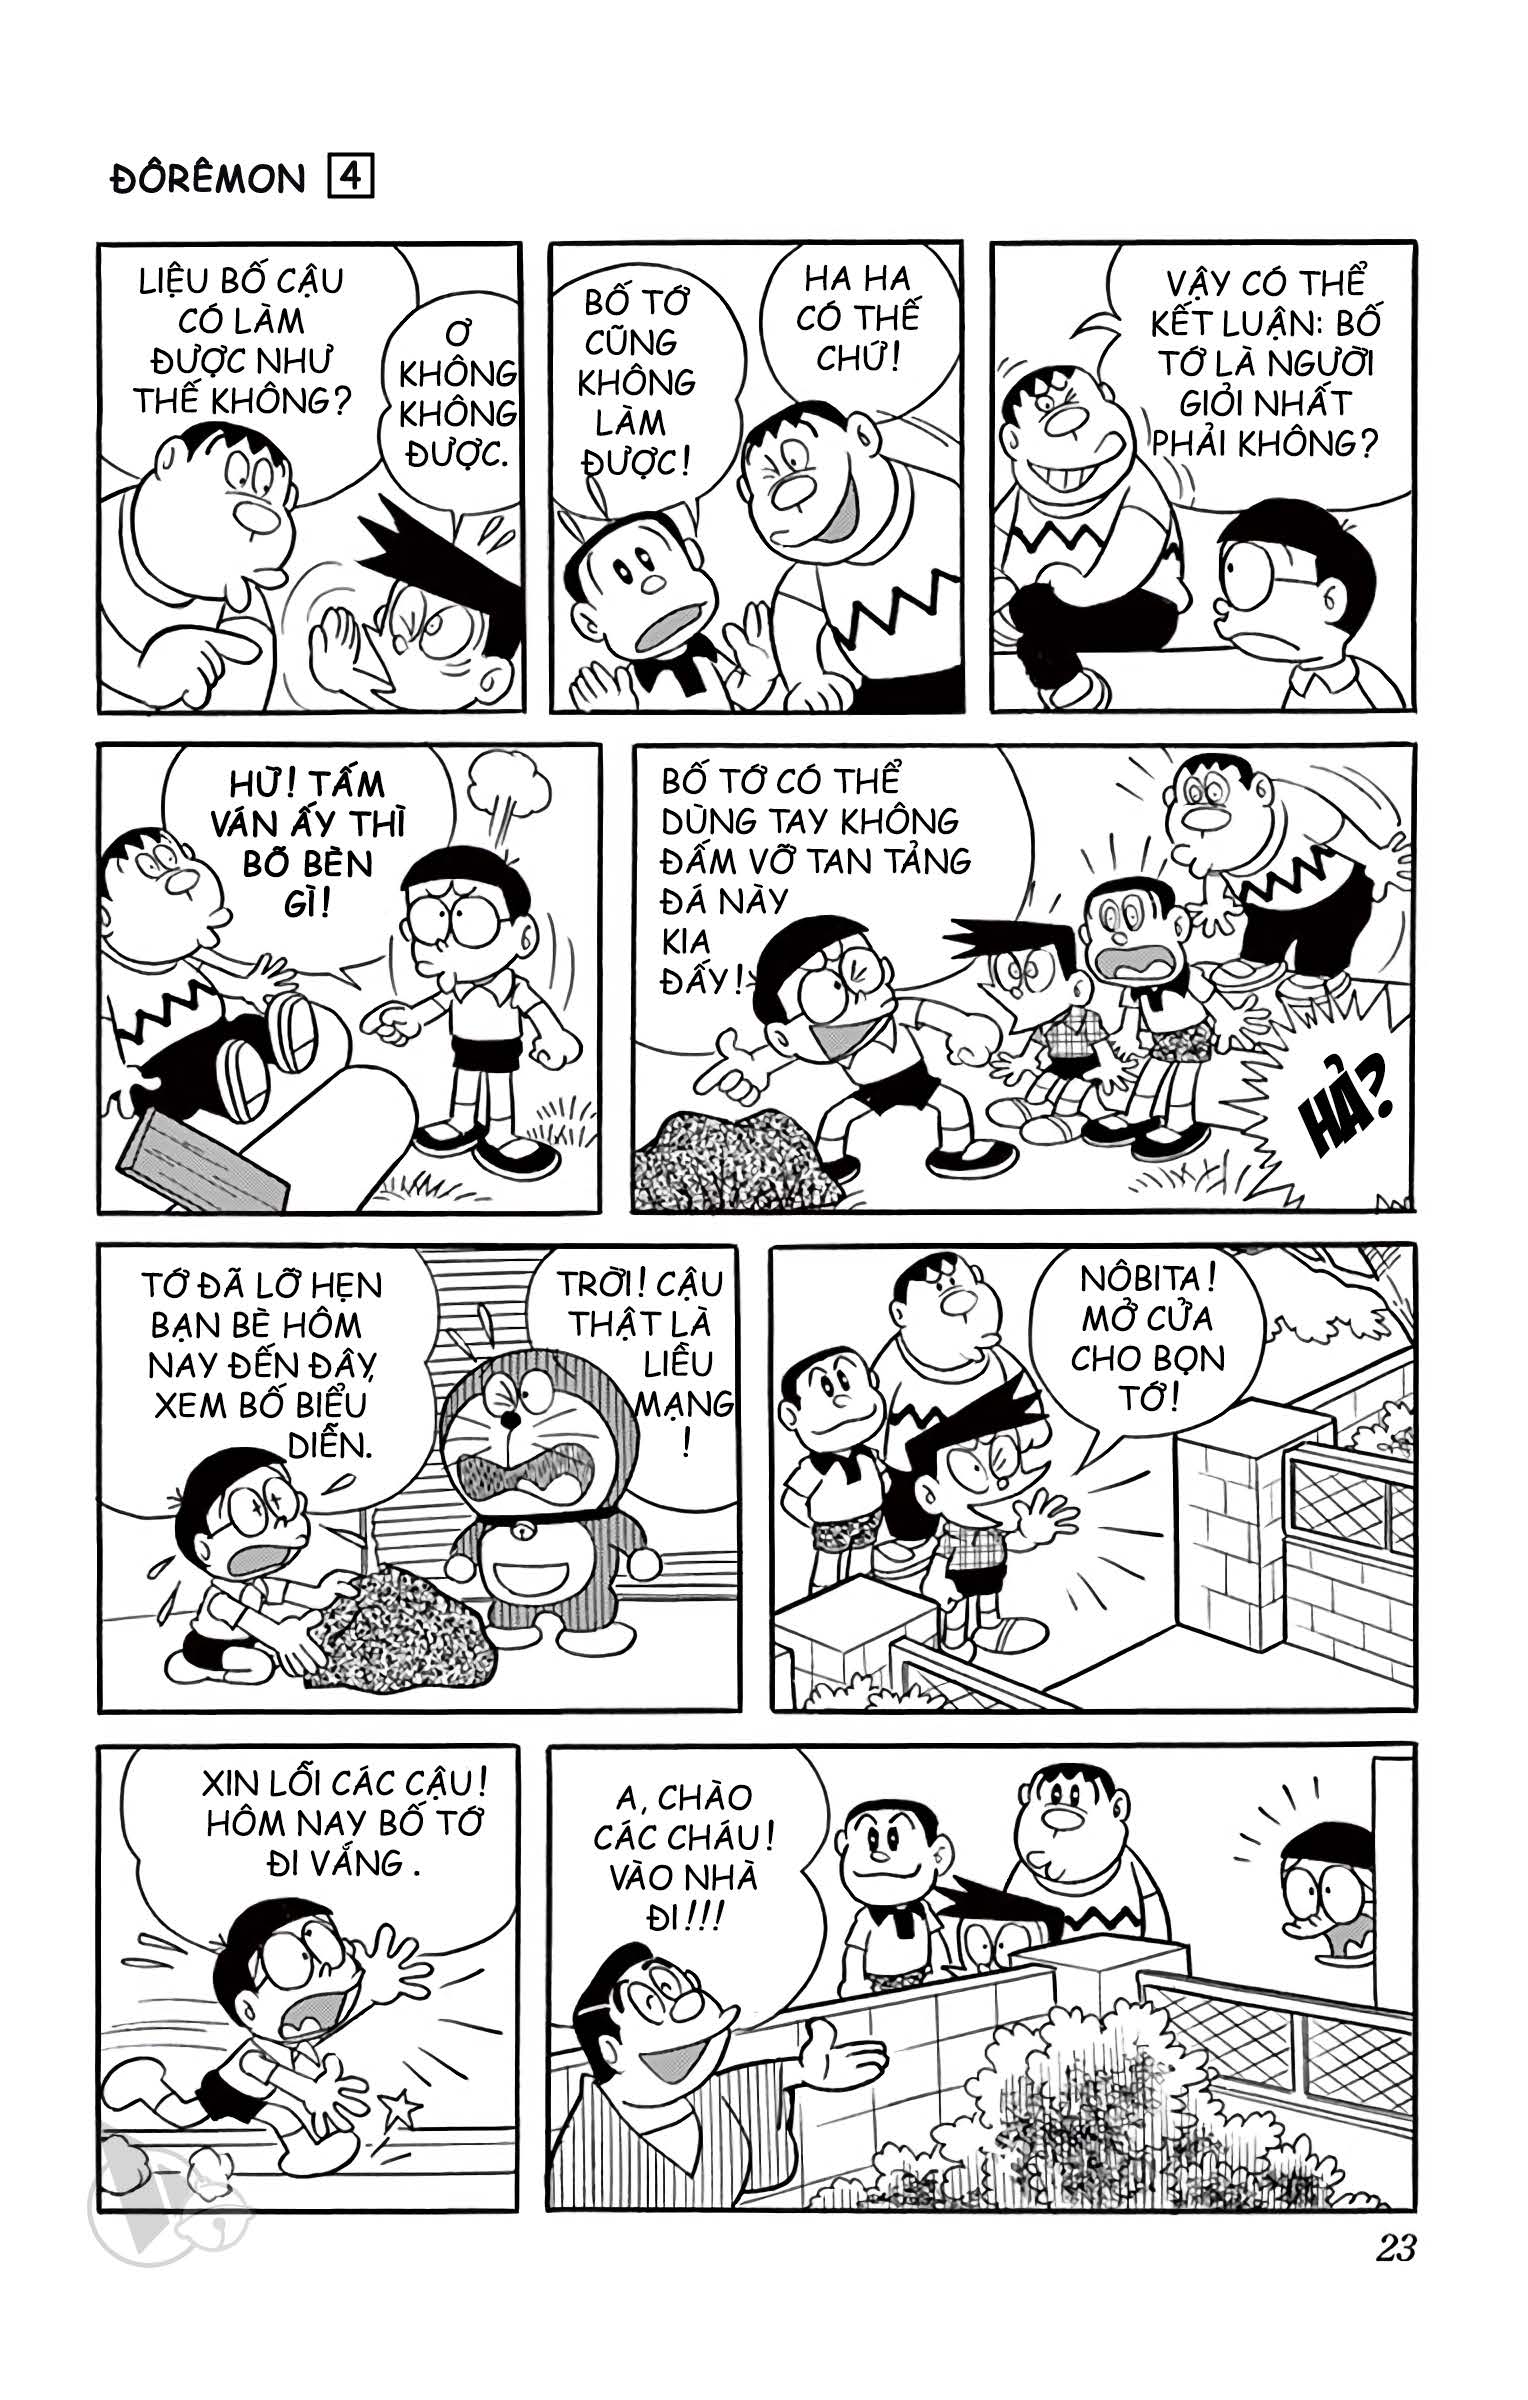 ĐÔRÊMON 4
LIỆU BỐ CẬU
CÓ LÀM
ĐƯỢC NHƯ
THẾ KHÔNG?
Ơ
KHÔNG
KHÔNG
ĐƯỢC.
BỐ TỚ
CŨNG
KHÔNG
LÀM
ĐƯỢC!
HA HA
CÓ THẾ
CHỨ!
VẬY CÓ THỂ
KẾT LUẬN: BỐ
TỚ LÀ NGƯỜI
GIỎI NHẤT
PHẢI KHÔNG?
HỪ! TẤM
VÁN ẤY THÌ
BÕ BÈN
GÌ!
BỐ TỚ CÓ THỂ
DÙNG TAY KHÔNG
ĐẤM VỠ TAN TẢNG
ĐÁ NÀY
KIA
ĐẤY!
HẢ?
TỚ ĐÃ LỠ HẸN
BẠN BÈ HÔM
NAY ĐẾN ĐÂY,
XEM BỐ BIỂU
DIỄN.
TRỜI! CẬU
THẬT LÀ
LIỀU
MẠNG
!
NÔBITA!
MỞ CỬA
CHO BỌN
TỚ!
XIN LỖI CÁC CẬU!
HÔM NAY BỐ TỚ
ĐI VẮNG .
A, CHÀO
CÁC CHÁU!
VÀO NHÀ
ĐI!!!
23